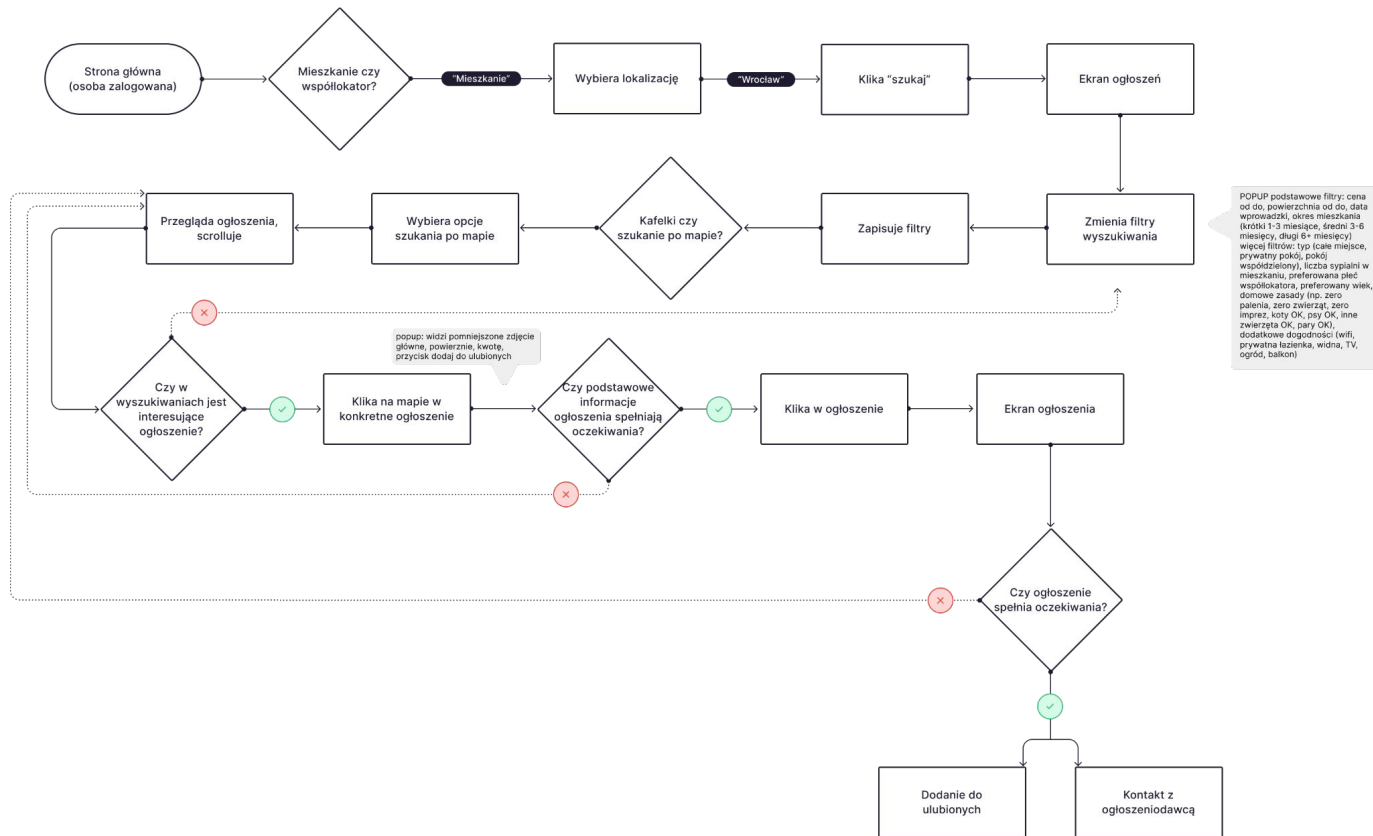 Strona główna
(osoba zalogowana)
Mieszkanie czy
współlokator?
"Mieszkanie"
Wybiera lokalizację
"Wrocław"
Klika "szukaj"
Ekran ogłoszeń
Przegląda ogłoszenia,
scrolluje
Wybiera opcje
szukania po mapie
Kafelki czy
szukanie po mapie?
Zapisuje filtry
Zmienia filtry
wyszukiwania
POPUP podstawowe filtry: cena
od do, powierzchnia od do, data
wprowadzki, okres mieszkania
(krótki 1-3 miesiące, średni 3-6
miesięcy, długi 6+ miesięcy)
więcej filtrów: typ (całe miejsce,
prywatny pokój, pokój
współdzielony), liczba sypialni w
mieszkaniu, preferowana płeć
współlokatora, preferowany wiek,
domowe zasady (np. zero
palenia, zero zwierząt, zero
imprez, koty OK, psy OK, inne
zwierzęta OK, pary OK),
dodatkowe dogodności (wifi,
prywatna łazienka, widna, TV,
ogród, balkon)
popup: widzi pomniejszone zdjęcie
główne, powierznie, kwotę,
przycisk dodaj do ulubionych
Czy w
wyszukiwaniach jest
interesujące
ogłoszenie?
Klika na mapie w
konkretne ogłoszenie
Czy podstawowe
informacje
ogłoszenia spełniają
oczekiwania?
Klika w ogłoszenie
Ekran ogłoszenia
Czy ogłoszenie
spełnia oczekiwania?
Dodanie do
ulubionych
Kontakt z
ogłoszeniodawcą